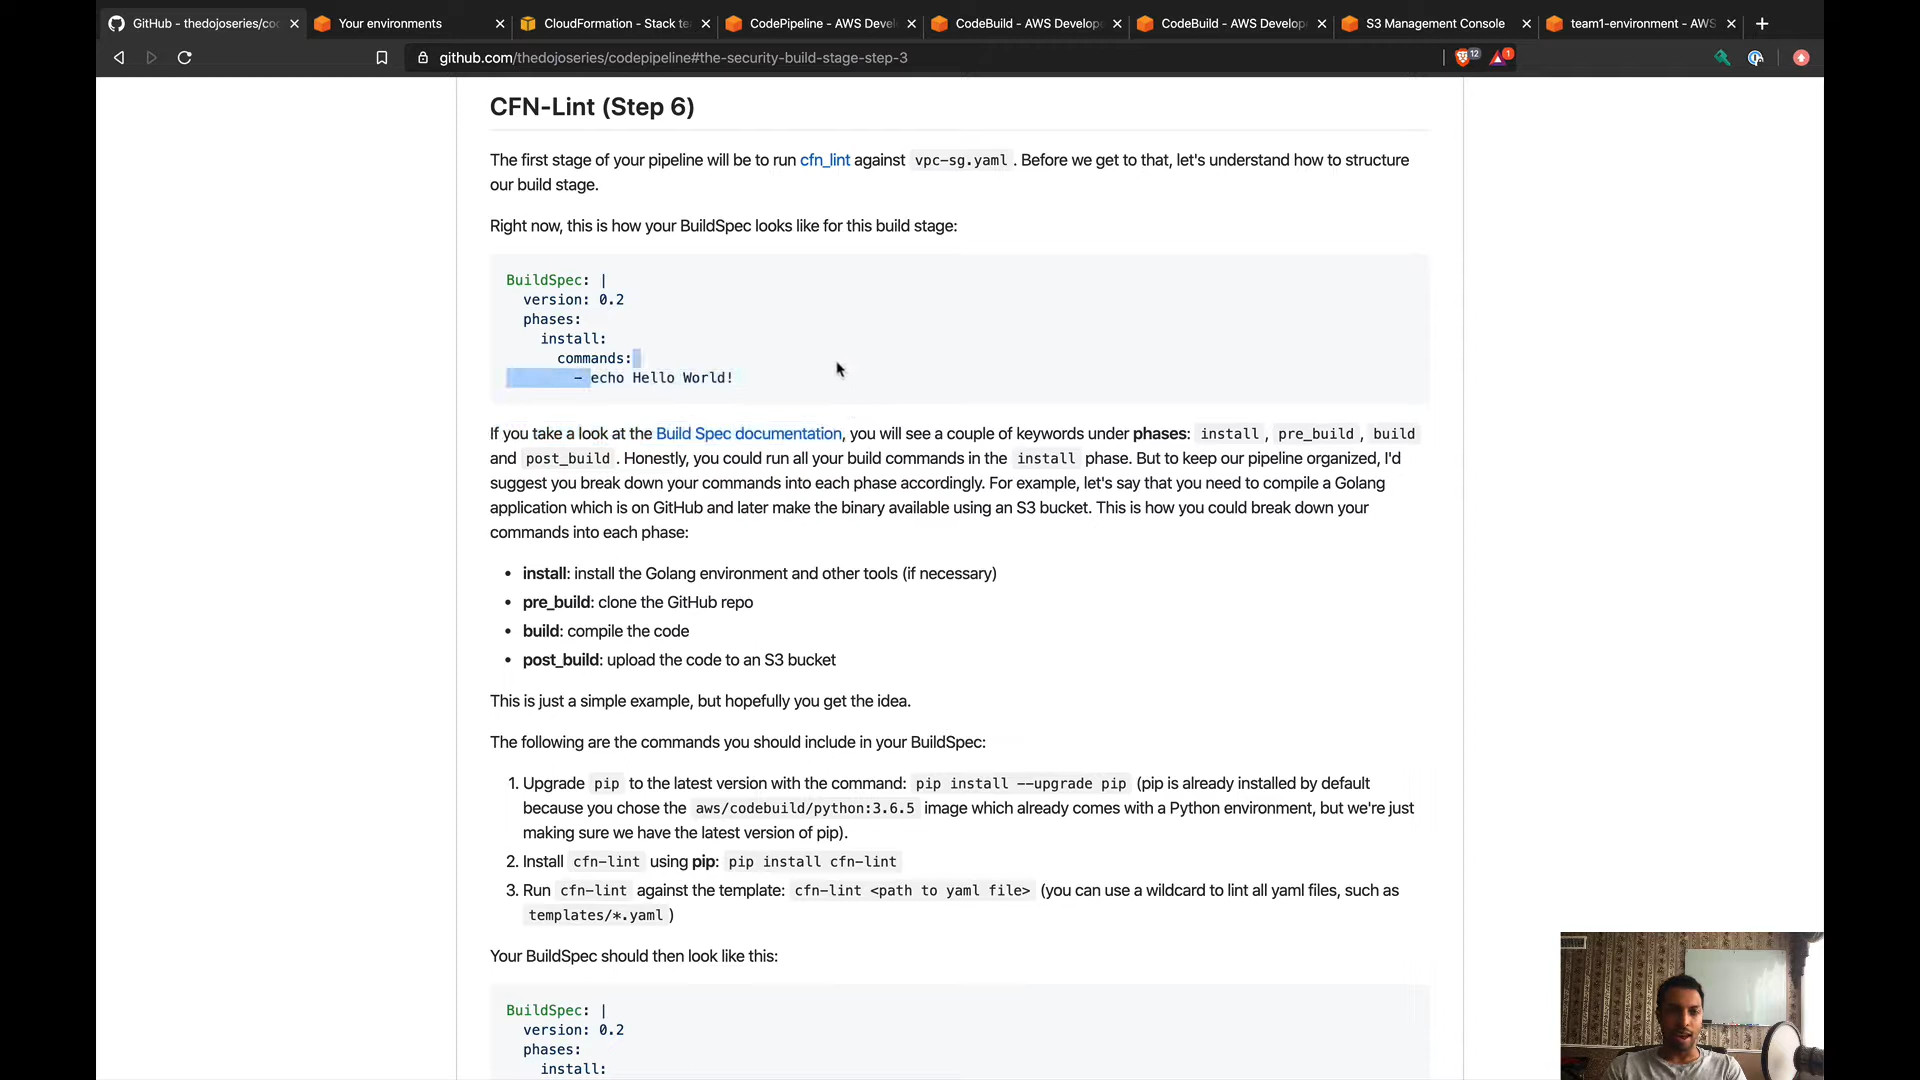 GitHub - thedojoseries/co
Your environments
CloudFormation - Stack te
CodePipeline - AWS Devel
CodeBuild - AWS Develop
CodeBuild - AWS Develop
S3 Management Console
team1-environment - AWS
github.com/thedojoseries/codepipeline#the-security-build-stage-step-3
12
1
CFN-Lint (Step 6)
The first stage of your pipeline will be to run cfn_lint against vpc-sg.yaml . Before we get to that, let's understand how to structure
our build stage.
Right now, this is how your BuildSpec looks like for this build stage:
BuildSpec: |
version: 0.2
phases:
install:
commands:
- echo Hello World!
If you take a look at the Build Spec documentation, you will see a couple of keywords under phases: install , pre_build , build
and post_build . Honestly, you could run all your build commands in the install phase. But to keep our pipeline organized, I'd
suggest you break down your commands into each phase accordingly. For example, let's say that you need to compile a Golang
application which is on GitHub and later make the binary available using an S3 bucket. This is how you could break down your
commands into each phase:
• install: install the Golang environment and other tools (if necessary)
• pre_build: clone the GitHub repo
• build: compile the code
• post_build: upload the code to an S3 bucket
This is just a simple example, but hopefully you get the idea.
The following are the commands you should include in your BuildSpec:
1. Upgrade pip to the latest version with the command: pip install --upgrade pip (pip is already installed by default
because you chose the aws/codebuild/python:3.6.5 image which already comes with a Python environment, but we're just
making sure we have the latest version of pip).
2. Install cfn-lint using pip: pip install cfn-lint
3. Run cfn-lint against the template: cfn-lint <path to yaml file> (you can use a wildcard to lint all yaml files, such as
templates/*.yaml )
Your BuildSpec should then look like this:
BuildSpec: |
version: 0.2
phases:
install: